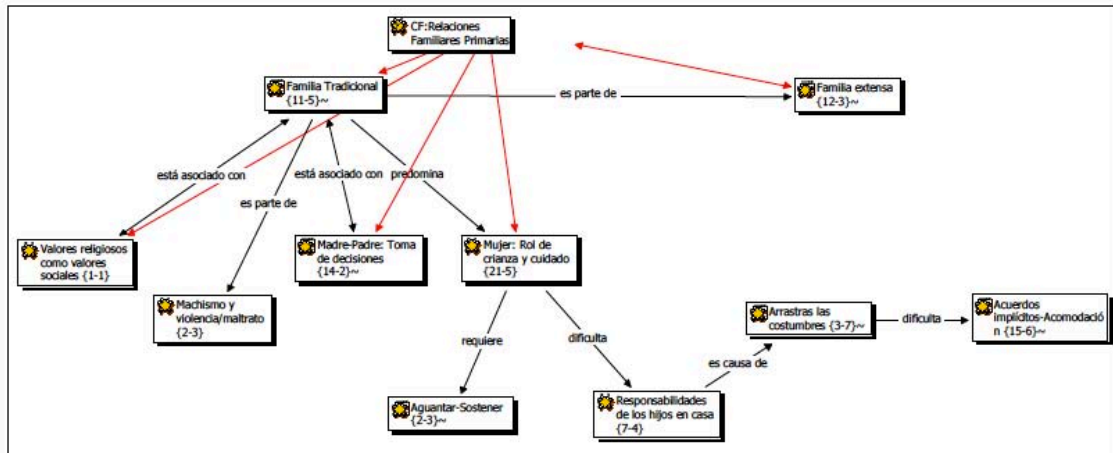 CF:Relaciones
Familiares Primarias
Familia Tradicional
{11-5}~
es parte de
Familia extensa
{12-3}~
está asociado con
es parte de
está asociado con
predomina
Valores religiosos
como valores
sociales {1-1}
Machismo y
violencia/maltrato
{2-3}
Madre-Padre: Toma
de decisiones
{14-2}~
Mujer: Rol de
crianza y cuidado
{21-5}
Arrastras las
costumbres {3-7}~
dificulta
Acuerdos
implídtos-Acomodació
n {15-6}~
requiere
dificulta
es causa de
Aguantar-Sostener
{2-3}~
Responsabilidades
de los hijos en casa
{7-4}